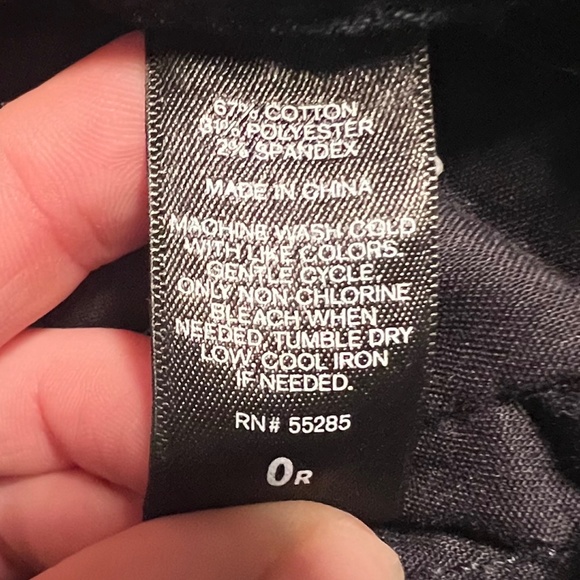 67% COTTON
31% POLYESTER
2% SPANDEX
MADE IN CHINA
MACHINE WASH COLD
WITH LIKE COLORS.
GENTLE CYCLE.
ONLY NON-CHLORINE
BLEACH WHEN
NEEDED, TUMBLE DRY
LOW, COOL IRON
IF NEEDED.
RN# 55285
0R